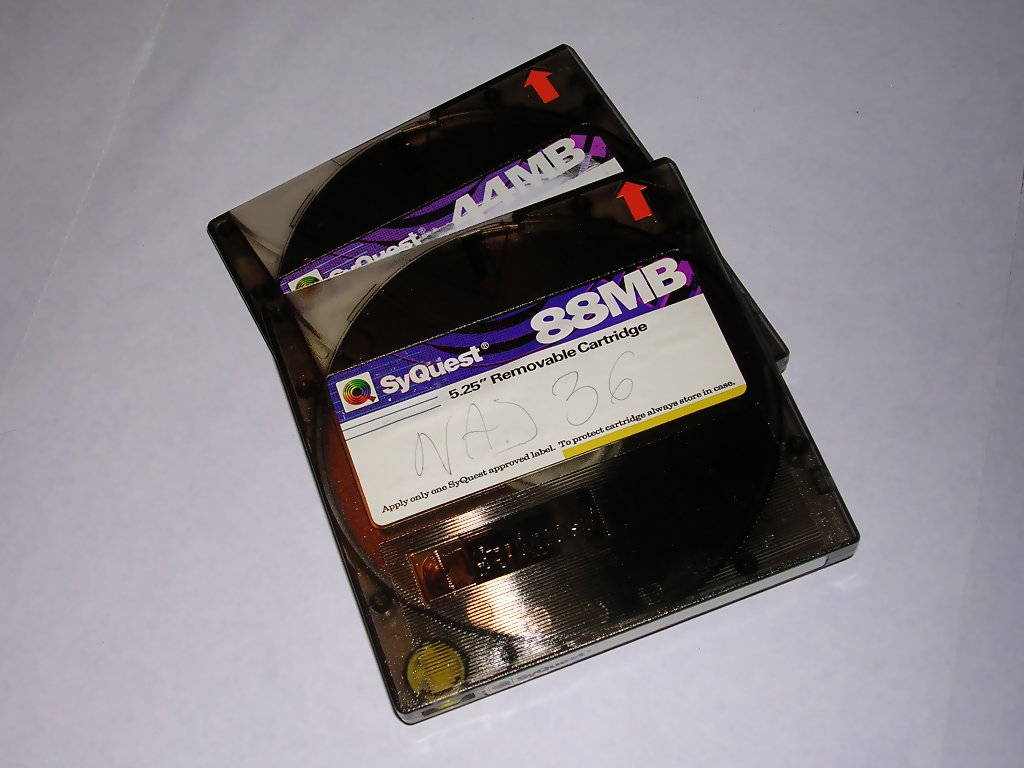 44MB
SyQuest®
88MB
SyQuest®
5.25" Removable Cartridge
NAJ 36
Apply only one SyQuest approved label. To protect cartridge always store in case.
SyQuest